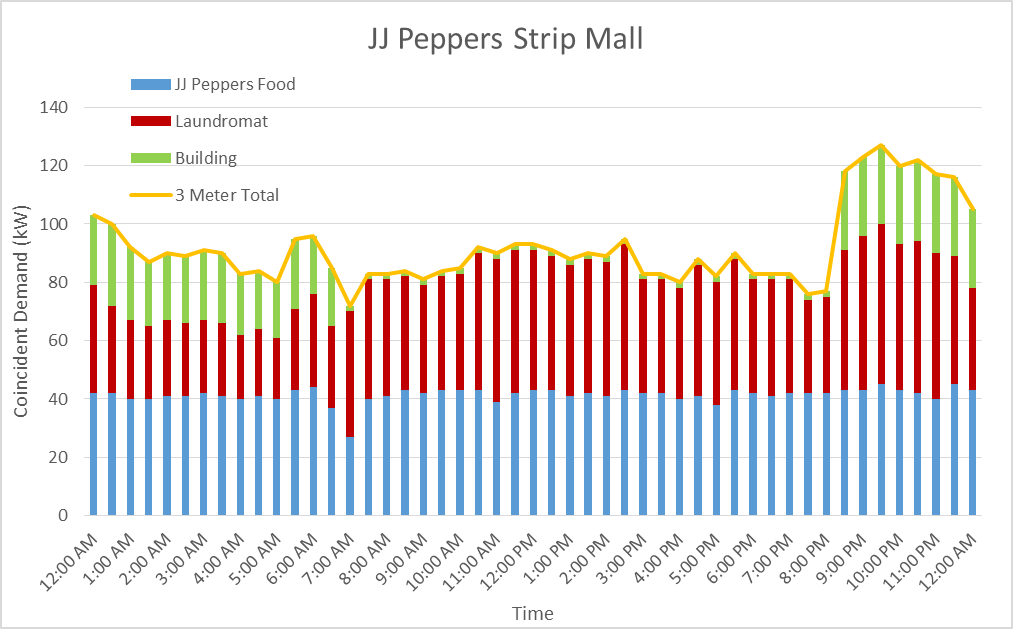 JJ Peppers Strip Mall
JJ Peppers Food
Laundromat
Building
3 Meter Total
Coincident Demand (kW)
140
120
100
80
60
40
20
0
12:00 AM
1:00 AM
2:00 AM
3:00 AM
4:00 AM
5:00 AM
6:00 AM
7:00 AM
8:00 AM
9:00 AM
10:00 AM
11:00 AM
12:00 PM
1:00 PM
2:00 PM
3:00 PM
4:00 PM
5:00 PM
6:00 PM
7:00 PM
8:00 PM
9:00 PM
10:00 PM
11:00 PM
12:00 AM
Time